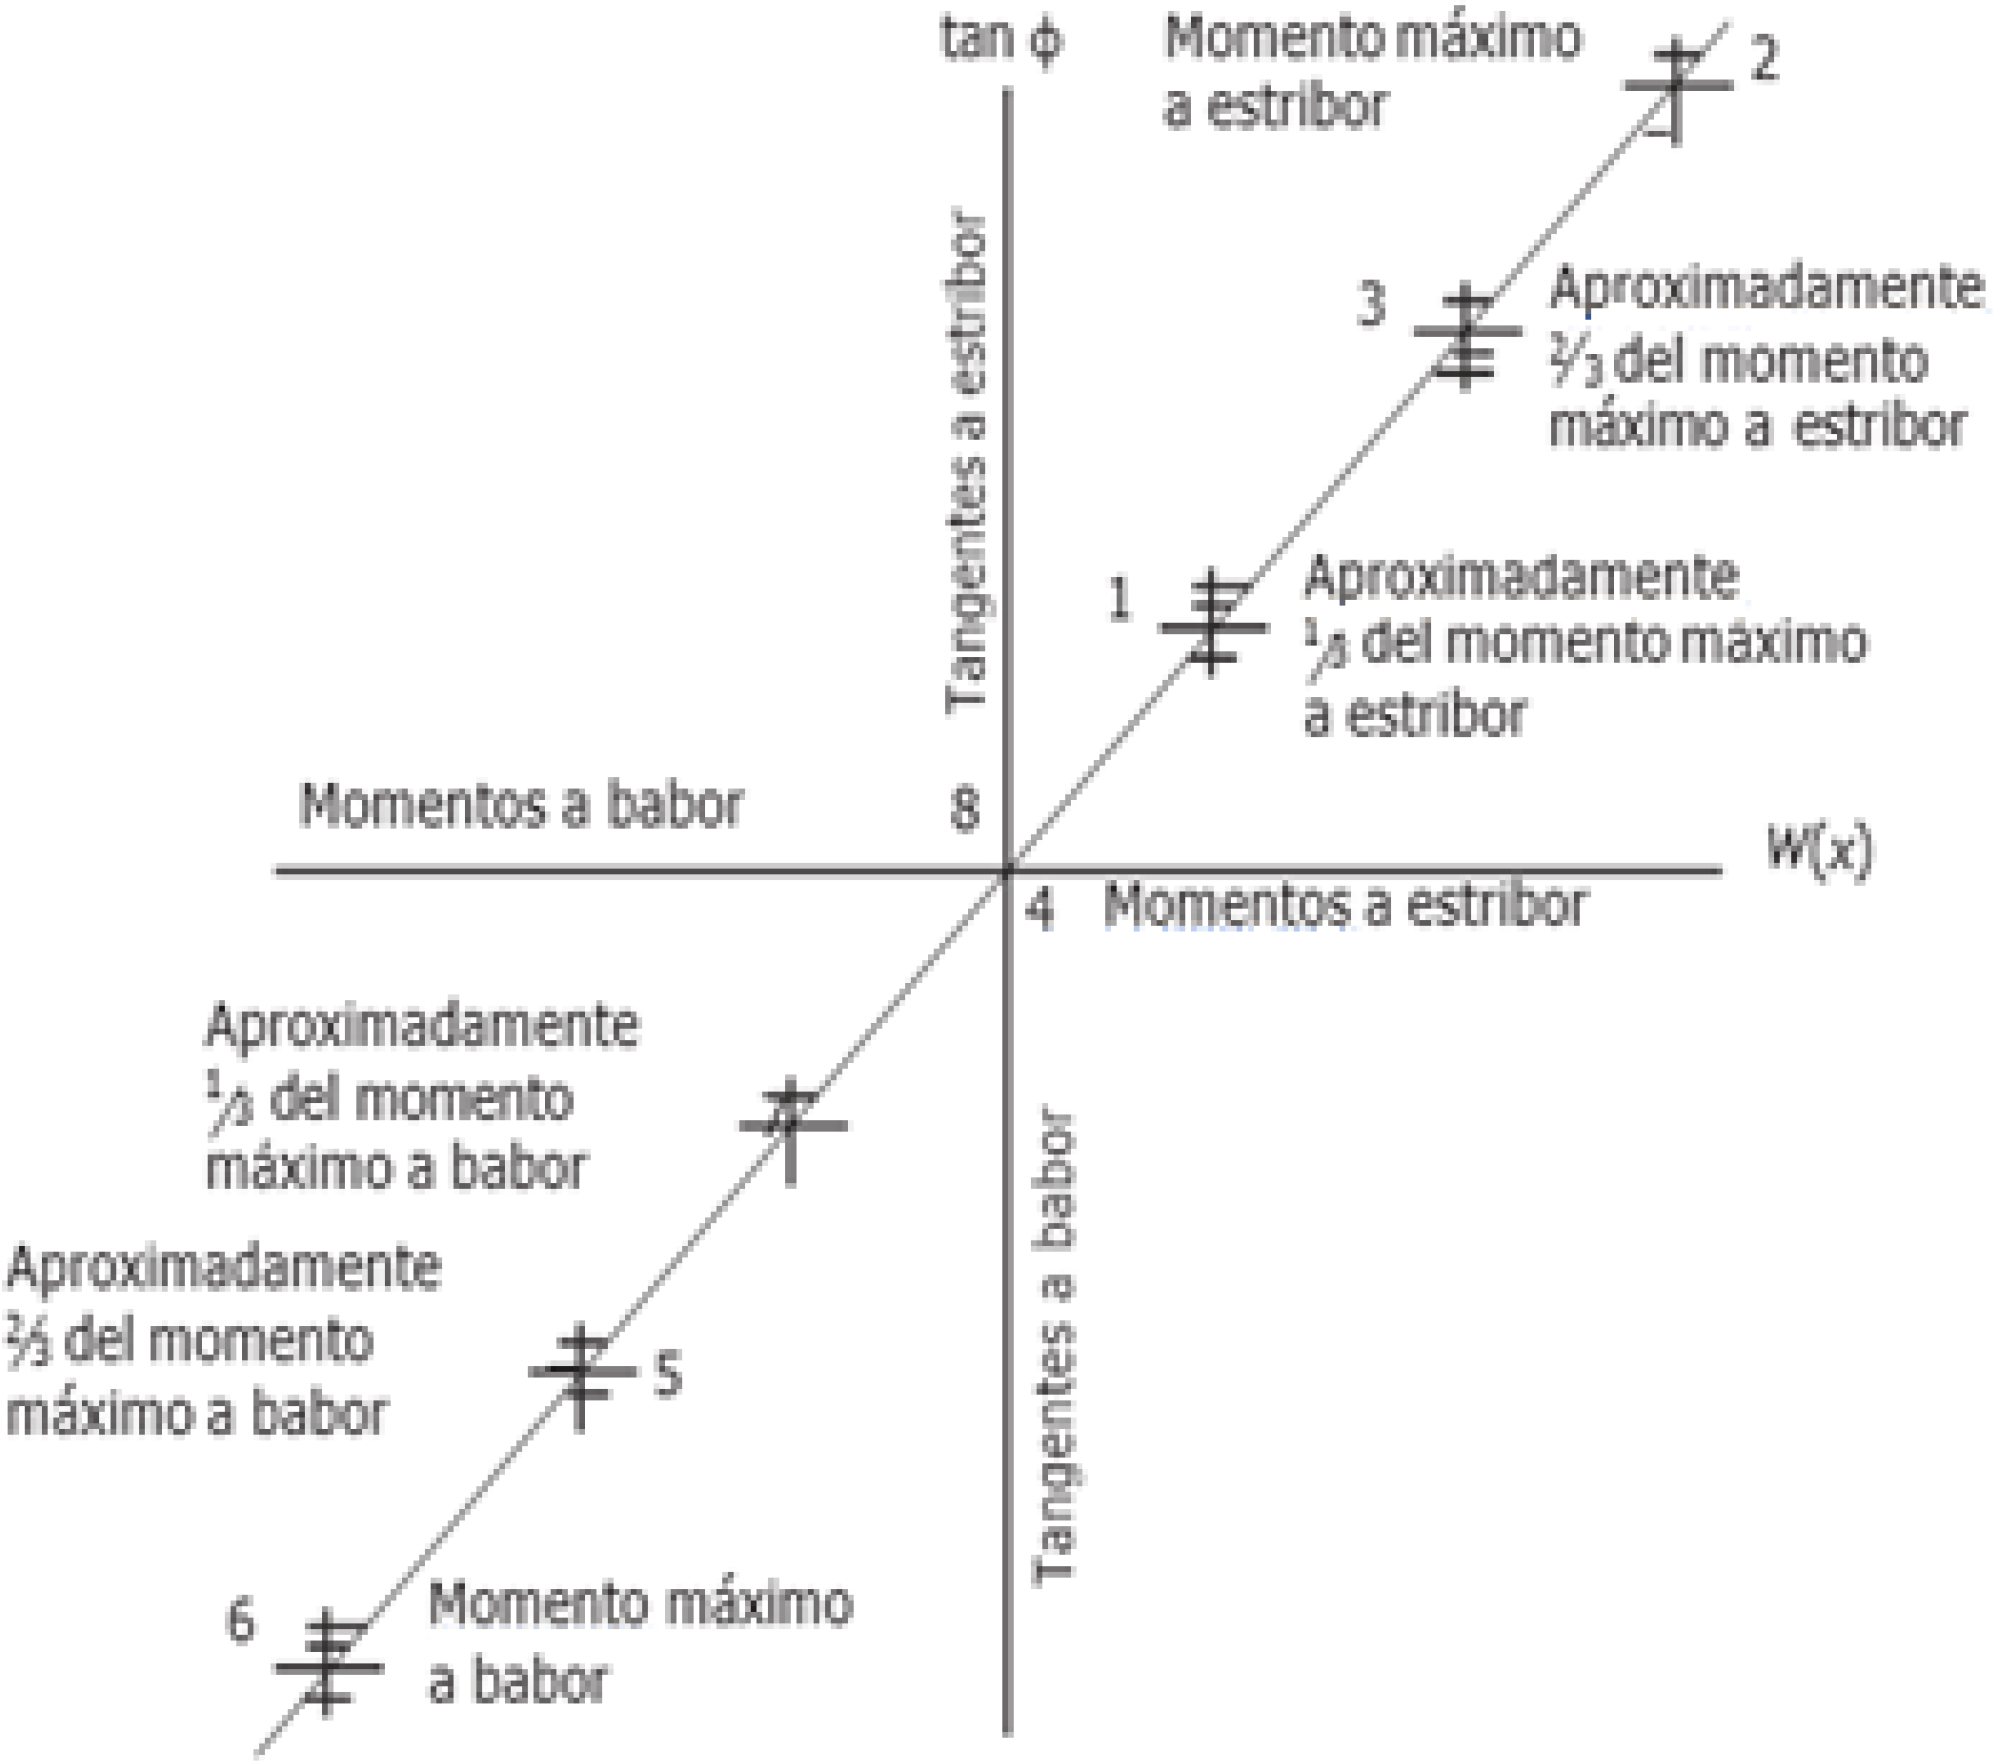 tan ϕ
Momento máximo
a estribor
2
Tangentes a estribor
3
Aproximadamente
2/3 del momento
máximo a estribor
1
Aproximadamente
1/3 del momento máximo
a estribor
Momentos a babor
8
W(x)
4
Momentos a estribor
Aproximadamente
1/3 del momento
máximo a babor
Tangentes a babor
Aproximadamente
2/3 del momento
máximo a babor
5
6
Momento máximo
a babor